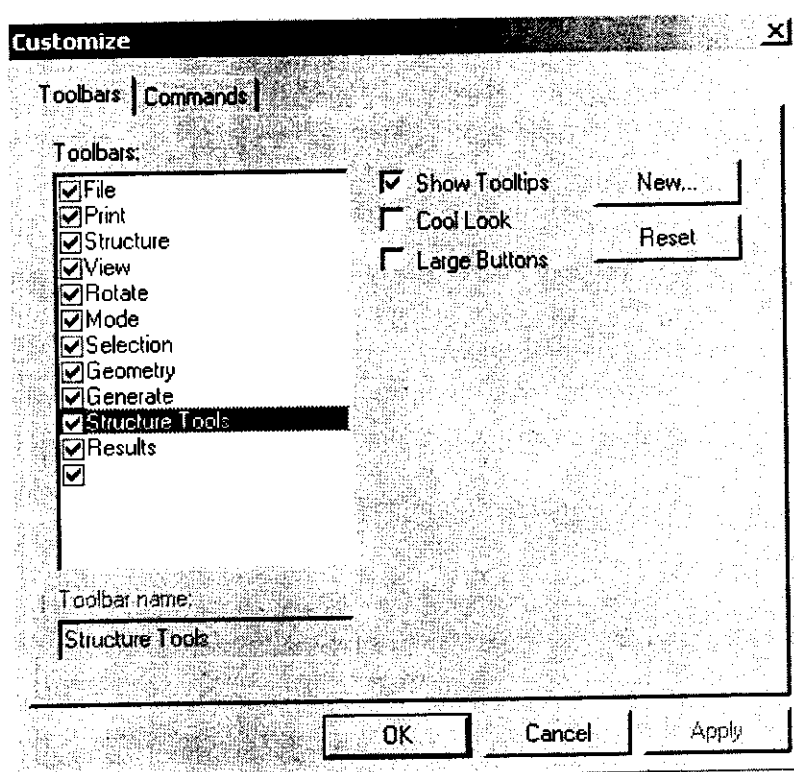 Customize
Toolbars Commands
Toolbars:
File
Print
Structure
View
Rotate
Mode
Selection
Geometry
Generate
Structure Tools
Results
Show Tooltips
Cool Look
Large Buttons
New...
Reset
Toolbar name:
Structure Tools
OK Cancel Apply